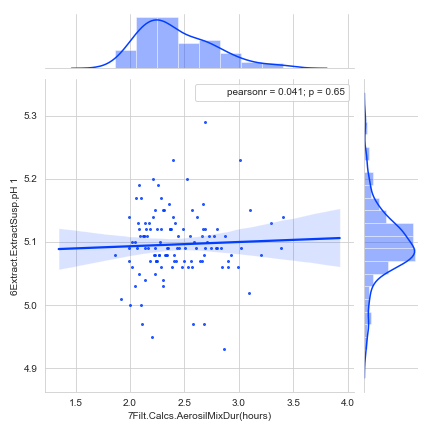 pearsonr = 0.041; p = 0.65
5.3
5.2
5.1
5.0
4.9
6Extract.ExtractSusp.pH 1
1.5 2.0 2.5 3.0 3.5 4.0
7Filt.Calcs.AerosilMixDur(hours)